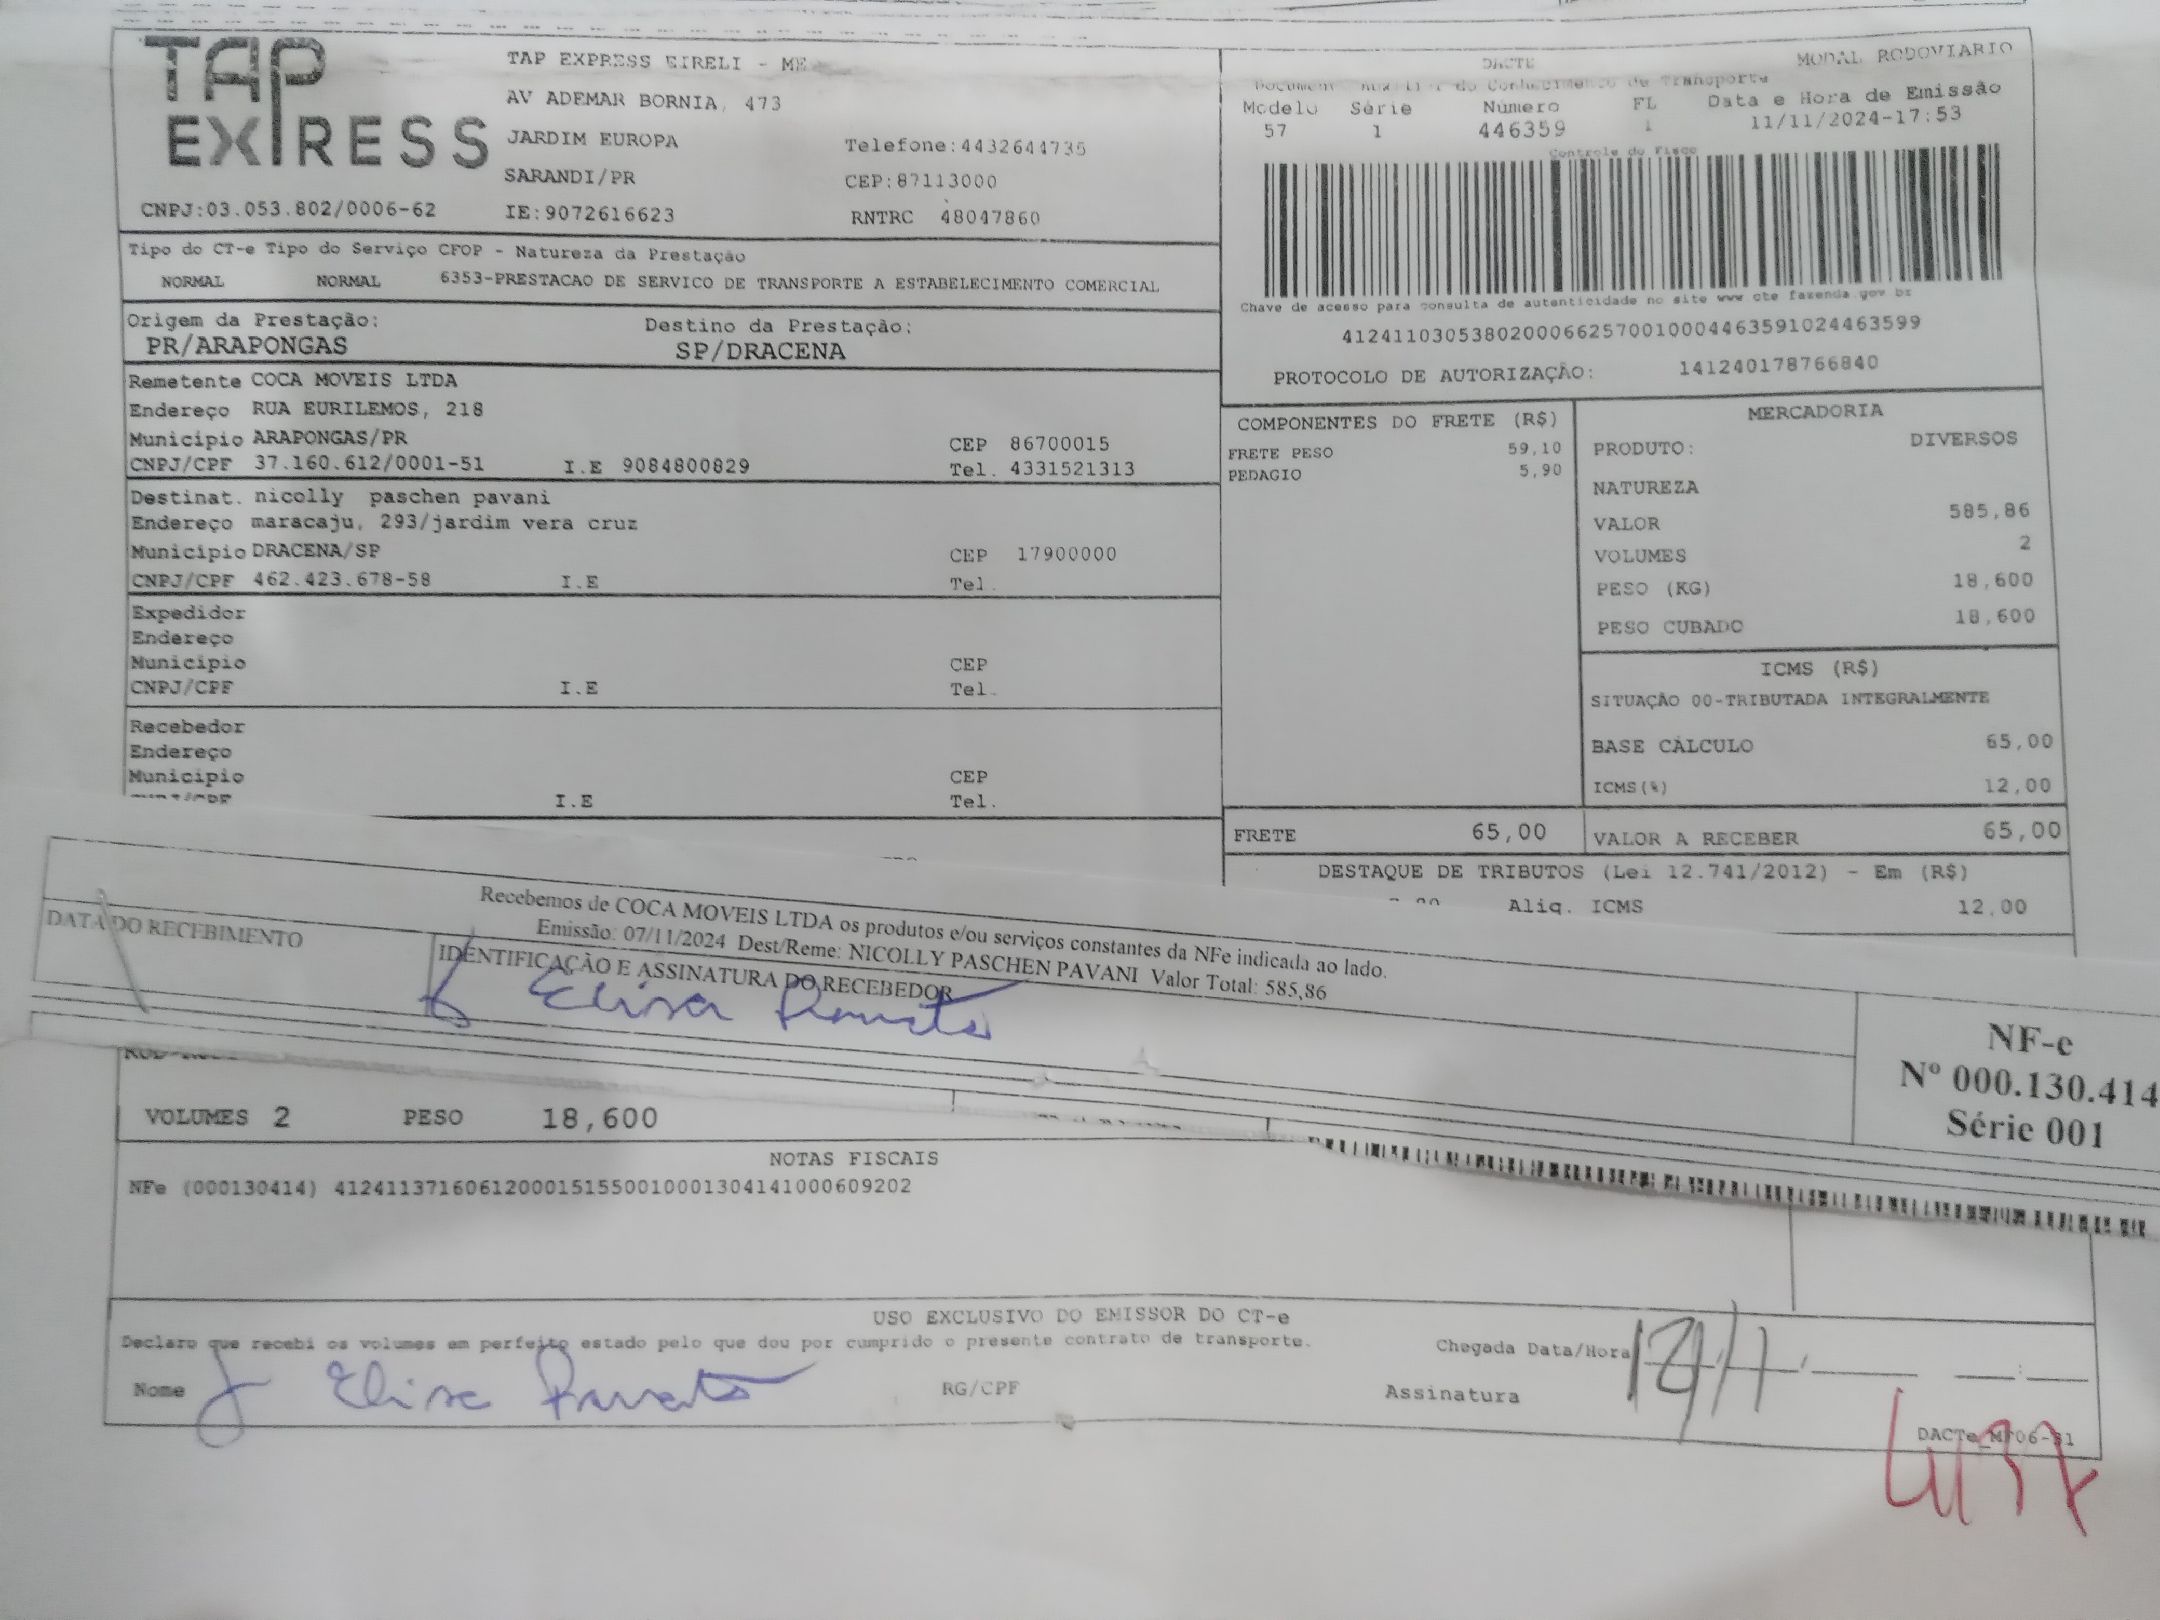 TAP EXPRESS
TAP EXPRESS EIRELI - ME
AV ADEMAR BORNIA, 473
JARDIM EUROPA
Telefone:4432644735
SARANDI/PR
CEP:87113000
CNPJ:03.053.802/0006-62
IE:9072616623
RNTRC 48047860
DACTE
MODAL RODOVIARIO
do Conhecimento de Transporte
Modelo Série Número FL Data e Hora de Emissão
57 1 446359 1 11/11/2024-17:53
Controle do Fisco
Chave de acesso para consulta de autenticidade no site www cte fazenda.gov br
41241103053802000662570010004463591024463599
PROTOCOLO DE AUTORIZAÇÃO: 141240178766840
Tipo do CT-e Tipo do Serviço CFOP - Natureza da Prestação
NORMAL NORMAL 6353-PRESTACAO DE SERVICO DE TRANSPORTE A ESTABELECIMENTO COMERCIAL
Origem da Prestação: Destino da Prestação:
PR/ARAPONGAS SP/DRACENA
Remetente COCA MOVEIS LTDA
Endereço RUA EURILEMOS, 218
Município ARAPONGAS/PR CEP 86700015
CNPJ/CPF 37.160.612/0001-51 I.E 9084800829 Tel. 4331521313
Destinat. nicolly paschen pavani
Endereço maracaju, 293/jardim vera cruz
Município DRACENA/SP CEP 17900000
CNPJ/CPF 462.423.678-58 I.E Tel.
Expedidor
Endereço
Município CEP
CNPJ/CPF I.E Tel.
Recebedor
Endereço
Município CEP
I.E Tel.
COMPONENTES DO FRETE (R$)
FRETE PESO 59,10
PEDAGIO 5,90
MERCADORIA
PRODUTO: DIVERSOS
NATUREZA
VALOR 585,86
VOLUMES 2
PESO (KG) 18,600
PESO CUBADO 18,600
ICMS (R$)
SITUAÇÃO 00-TRIBUTADA INTEGRALMENTE
BASE CÁLCULO 65,00
ICMS(%) 12,00
FRETE 65,00 VALOR A RECEBER 65,00
DESTAQUE DE TRIBUTOS (Lei 12.741/2012) - Em (R$)
Aliq. ICMS 12,00
Recebemos de COCA MOVEIS LTDA os produtos e/ou serviços constantes da NFe indicada ao lado.
Emissão: 07/11/2024 Dest/Reme: NICOLLY PASCHEN PAVANI Valor Total: 585,86
DATA DO RECEBIMENTO
IDENTIFICAÇÃO E ASSINATURA DO RECEBEDOR
Elisa
NF-e
Nº 000.130.414
Série 001
VOLUMES 2 PESO 18,600
NOTAS FISCAIS
NFe (000130414) 41241137160612000151550010001304141000609202
USO EXCLUSIVO DO EMISSOR DO CT-e
Declaro que recebi os volumes em perfeito estado pelo que dou por cumprido o presente contrato de transporte.
Chegada Data/Hora
Nome Elisa
RG/CPF
Assinatura